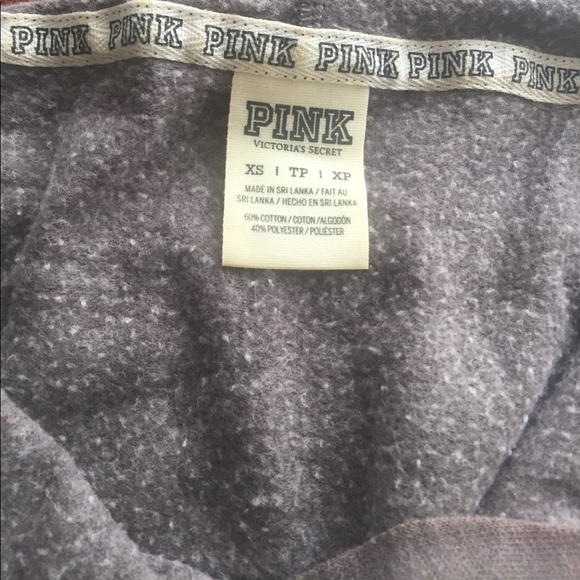 PINK PINK PINK PINK PINK PINK
PINK
VICTORIA'S SECRET
XS | TP | XP
MADE IN SRI LANKA / FAIT AU
SRI LANKA / HECHO EN SRI LANKA
60% COTTON / COTON / ALGODÓN
40% POLYESTER / POLIÉSTER